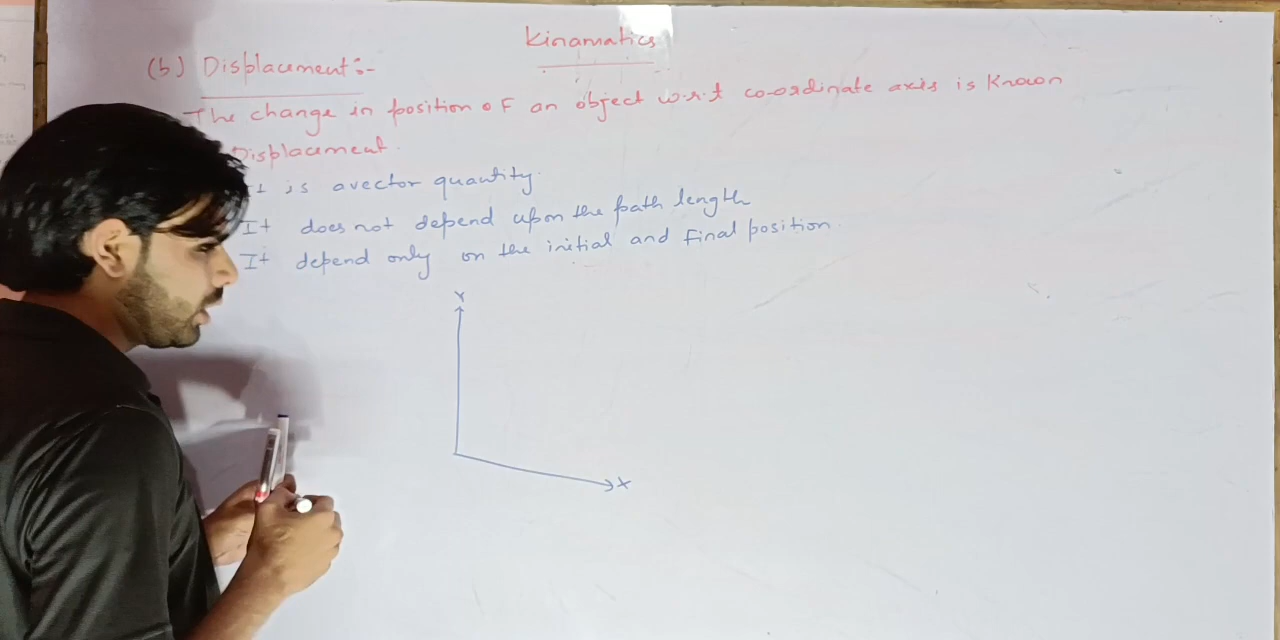 Kinamatics
(b) Displacement :-
The change in position oF an object w.r.t co-ordinate axis is Known
Displacement.
It is a vector quantity.
It does not depend upon the path length
It depend only on the initial and final position.
Y
X